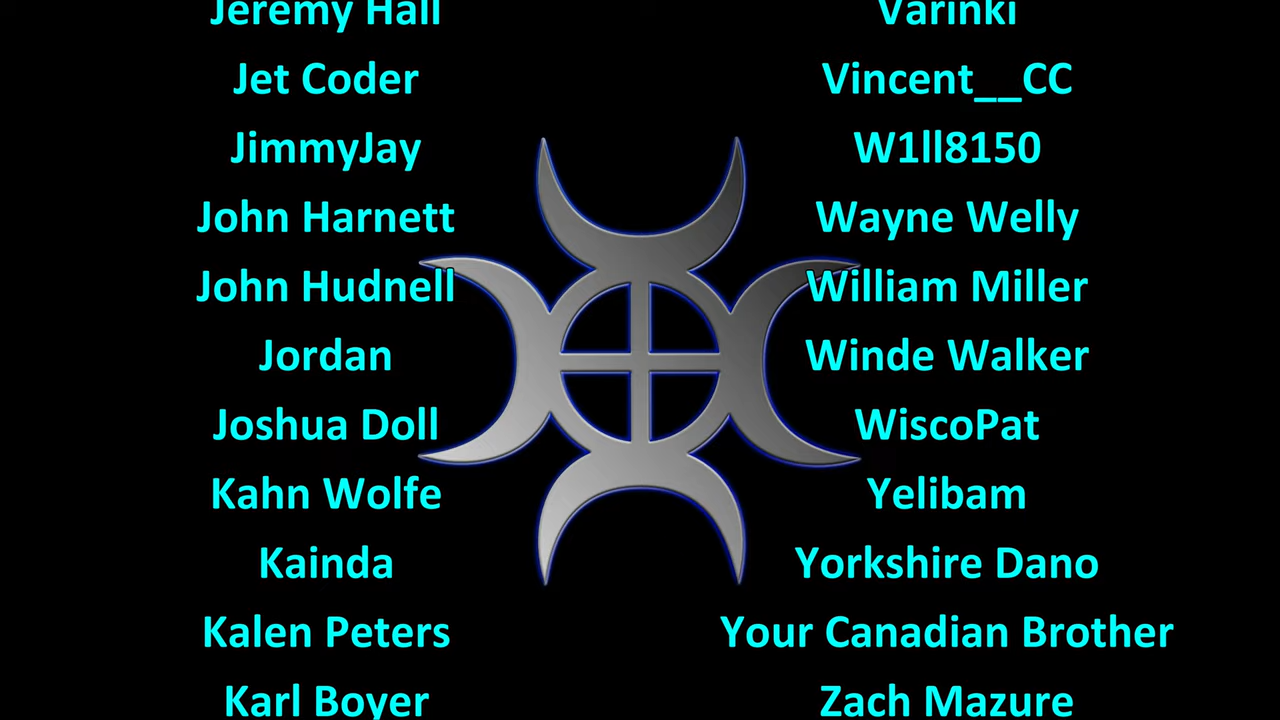 Jeremy Hall
Jet Coder
JimmyJay
John Harnett
John Hudnell
Jordan
Joshua Doll
Kahn Wolfe
Kainda
Kalen Peters
Karl Boyer
Varinki
Vincent__CC
W1ll8150
Wayne Welly
William Miller
Winde Walker
WiscoPat
Yelibam
Yorkshire Dano
Your Canadian Brother
Zach Mazure